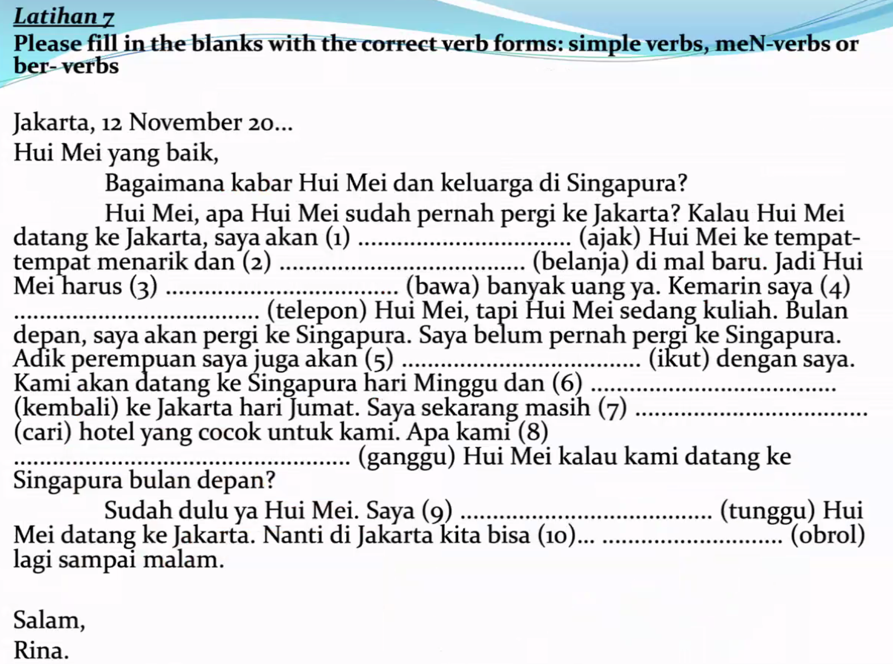 Latihan 7
Please fill in the blanks with the correct verb forms: simple verbs, meN-verbs or
ber- verbs
Jakarta, 12 November 20...
Hui Mei yang baik,
Bagaimana kabar Hui Mei dan keluarga di Singapura?
Hui Mei, apa Hui Mei sudah pernah pergi ke Jakarta? Kalau Hui Mei
datang ke Jakarta, saya akan (1) .................................. (ajak) Hui Mei ke tempat-
tempat menarik dan (2) ....................................... (belanja) di mal baru. Jadi Hui
Mei harus (3) ..................................... (bawa) banyak uang ya. Kemarin saya (4)
....................................... (telepon) Hui Mei, tapi Hui Mei sedang kuliah. Bulan
depan, saya akan pergi ke Singapura. Saya belum pernah pergi ke Singapura.
Adik perempuan saya juga akan (5) ...................................... (ikut) dengan saya.
Kami akan datang ke Singapura hari Minggu dan (6) .......................................
(kembali) ke Jakarta hari Jumat. Saya sekarang masih (7) .....................................
(cari) hotel yang cocok untuk kami. Apa kami (8)
..................................................... (ganggu) Hui Mei kalau kami datang ke
Singapura bulan depan?
Sudah dulu ya Hui Mei. Saya (9) ........................................ (tunggu) Hui
Mei datang ke Jakarta. Nanti di Jakarta kita bisa (10)... ............................. (obrol)
lagi sampai malam.
Salam,
Rina.